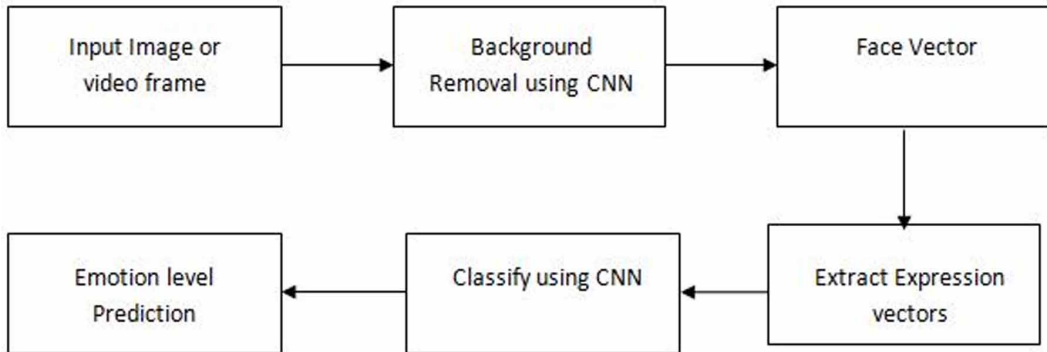 Input Image or
video frame
Background
Removal using CNN
Face Vector
Extract Expression
vectors
Classify using CNN
Emotion level
Prediction